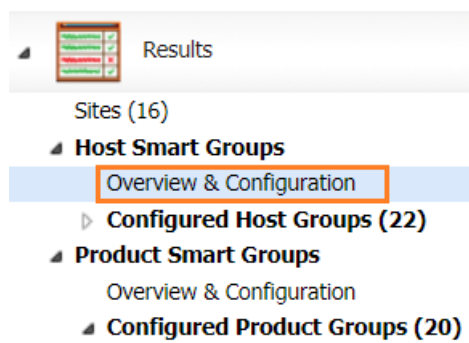 Results
Sites (16)
Host Smart Groups
Overview & Configuration
Configured Host Groups (22)
Product Smart Groups
Overview & Configuration
Configured Product Groups (20)